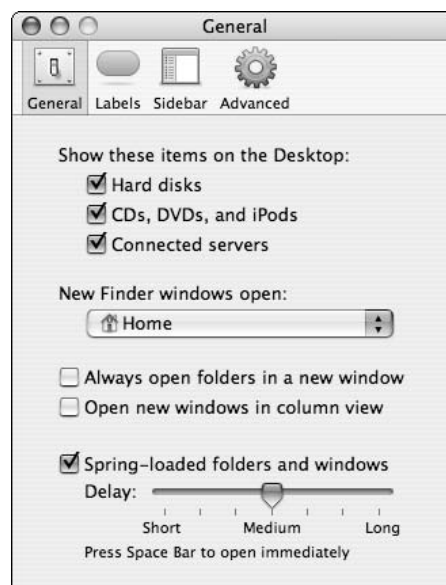 General
General Labels Sidebar Advanced
Show these items on the Desktop:
Hard disks
CDs, DVDs, and iPods
Connected servers
New Finder windows open:
Home
Always open folders in a new window
Open new windows in column view
Spring-loaded folders and windows
Delay:
Short Medium Long
Press Space Bar to open immediately